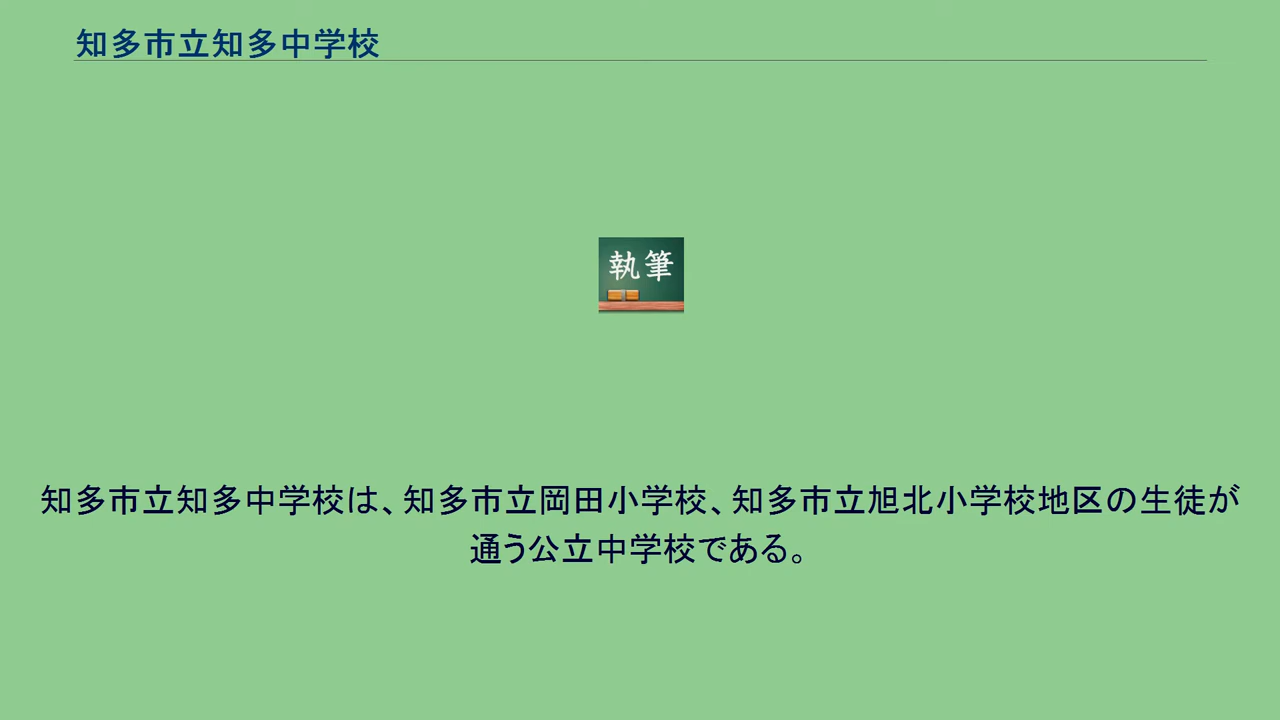 知多市立知多中学校
執筆
知多市立知多中学校は、知多市立岡田小学校、知多市立旭北小学校地区の生徒が
通う公立中学校である。